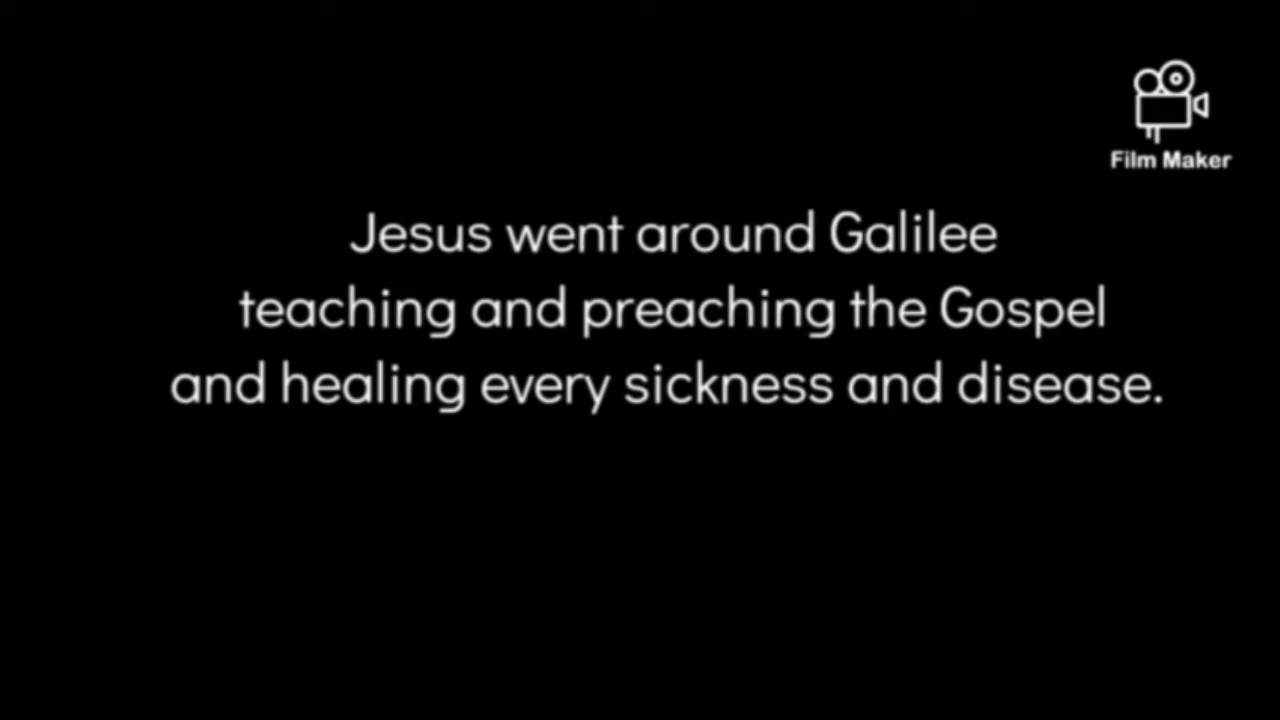 Film Maker
Jesus went around Galilee
teaching and preaching the Gospel
and healing every sickness and disease.